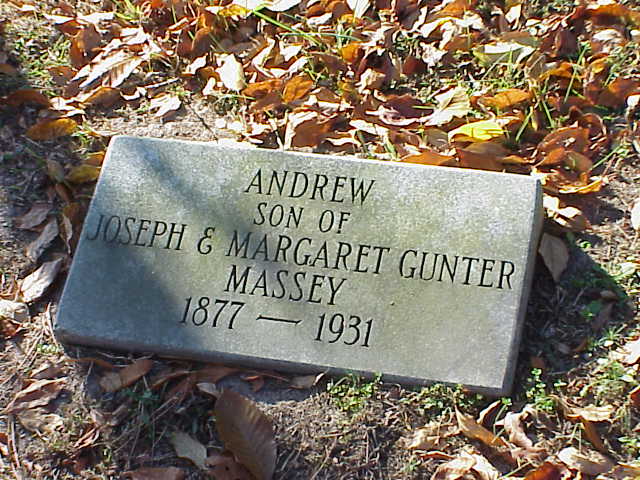 ANDREW
SON OF
JOSEPH & MARGARET GUNTER
MASSEY
1877 — 1931